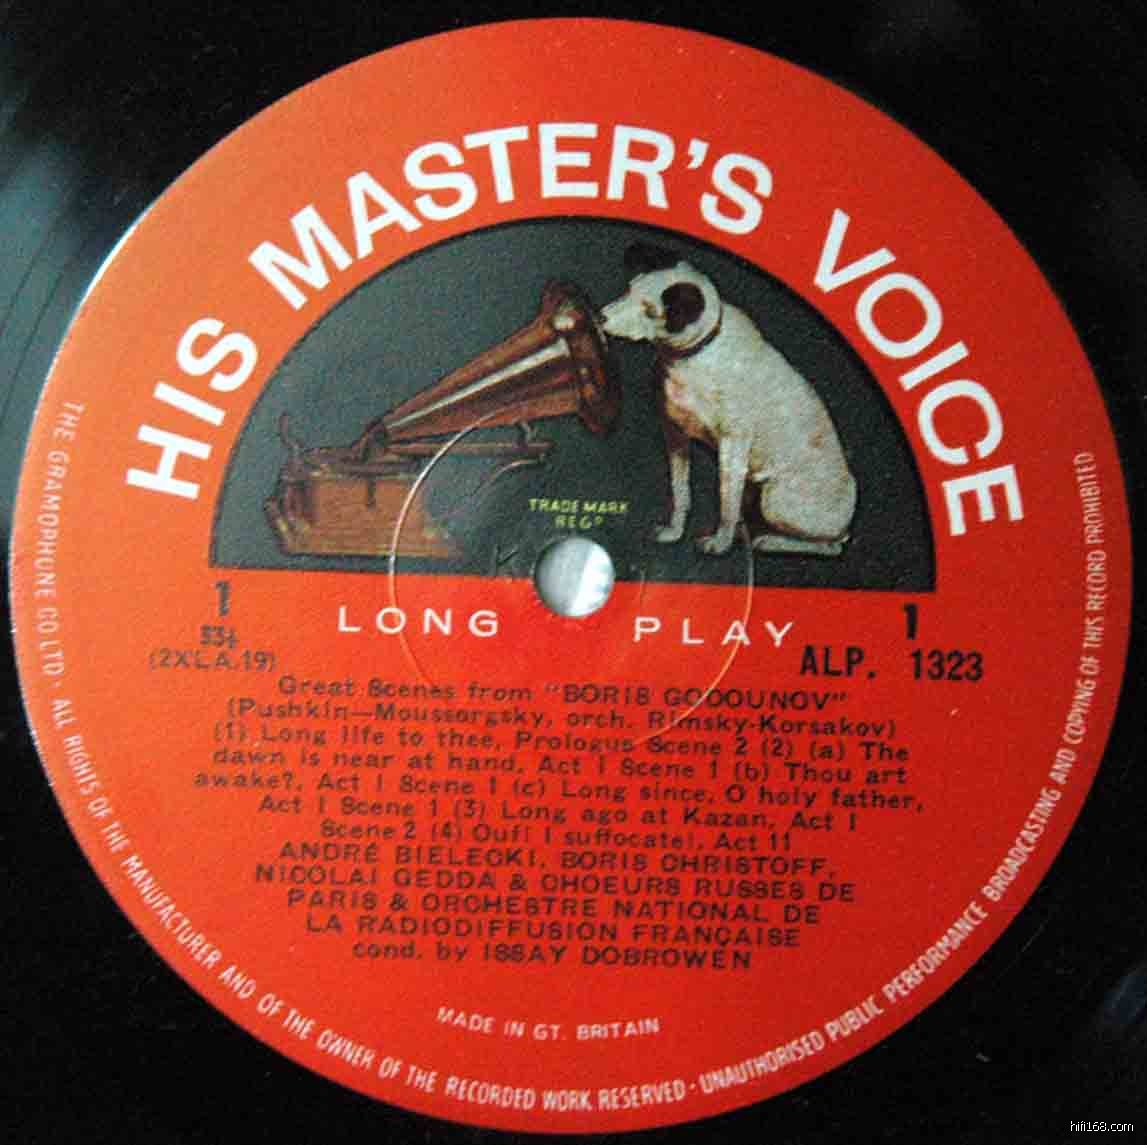 HIS MASTER'S VOICE
TRADE MARK
REGD
LONG PLAY
1
33⅓
(2XLA.19)
1
ALP. 1323
Great Scenes from "BORIS GODOUNOV"
(Pushkin—Moussorgsky, orch. Rimsky-Korsakov)
(1) Long life to thee, Prologue Scene 2 (2) (a) The
dawn is near at hand, Act I Scene 1 (b) Thou art
awake?, Act I Scene 1 (c) Long since, O holy father,
Act I Scene 1 (3) Long ago at Kazan, Act I
Scene 2 (4) Ouf! I suffocate!, Act 11
ANDRÉ BIELECKI, BORIS CHRISTOFF,
NICOLAI GEDDA & CHOEURS RUSSES DE
PARIS & ORCHESTRE NATIONAL DE
LA RADIODIFFUSION FRANÇAISE
cond. by ISSAY DOBROWEN
MADE IN GT. BRITAIN
THE GRAMOPHONE CO LTD · ALL RIGHTS OF THE MANUFACTURER AND OF THE OWNER OF THE RECORDED WORK RESERVED · UNAUTHORISED PUBLIC PERFORMANCE BROADCASTING AND COPYING OF THIS RECORD PROHIBITED
hifi168.com